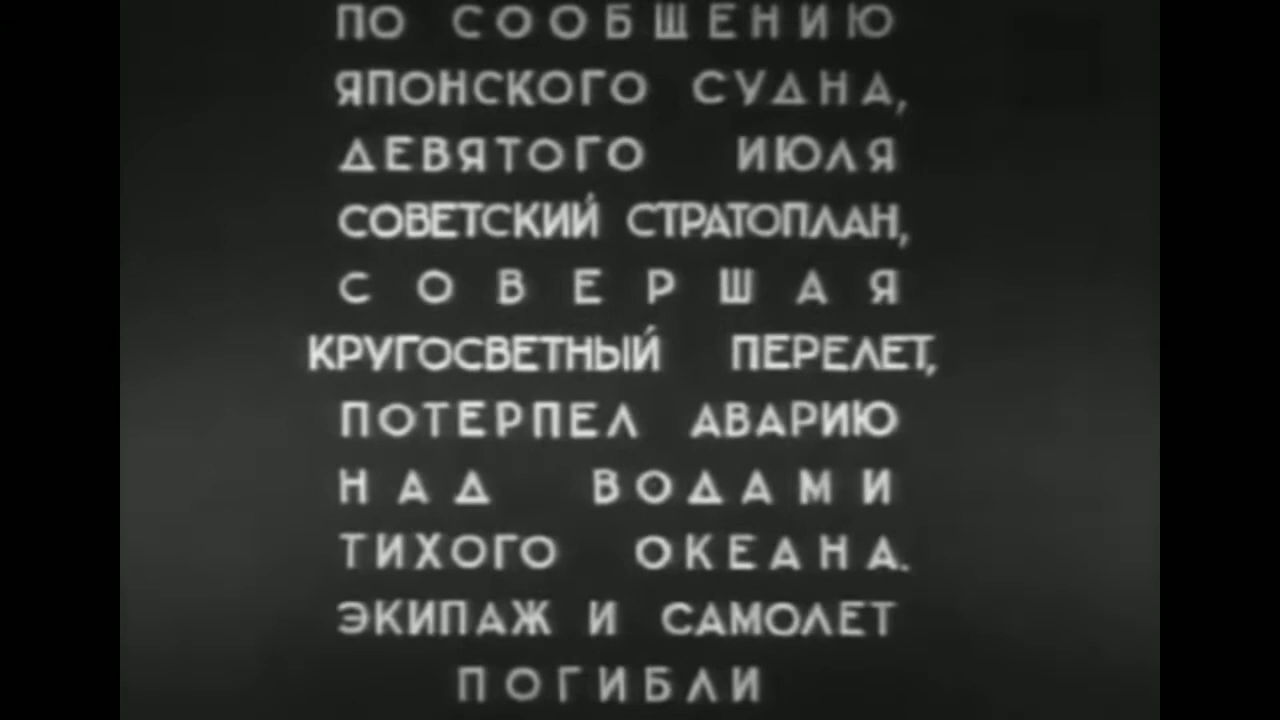 ПО СООБЩЕНИЮ
ЯПОНСКОГО СУДНА,
ДЕВЯТОГО ИЮЛЯ
СОВЕТСКИЙ СТРАТОПЛАН,
СОВЕРШАЯ
КРУГОСВЕТНЫЙ ПЕРЕЛЕТ,
ПОТЕРПЕЛ АВАРИЮ
НАД ВОДАМИ
ТИХОГО ОКЕАНА.
ЭКИПАЖ И САМОЛЕТ
ПОГИБЛИ